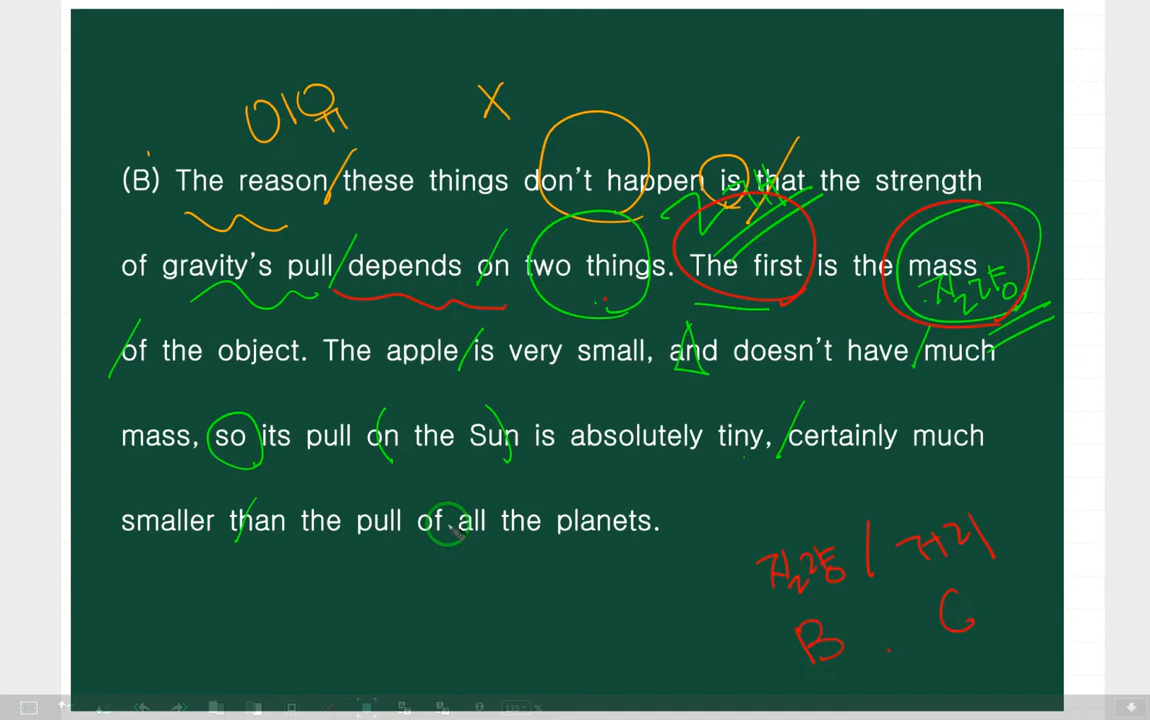 이유 X
(B) The reason these things don't happen is that the strength
of gravity's pull depends on two things. The first is the mass
질량
of the object. The apple is very small, and doesn't have much
mass, so its pull on the Sun is absolutely tiny, certainly much
smaller than the pull of all the planets.
질량 / 거리
B . C
133 %